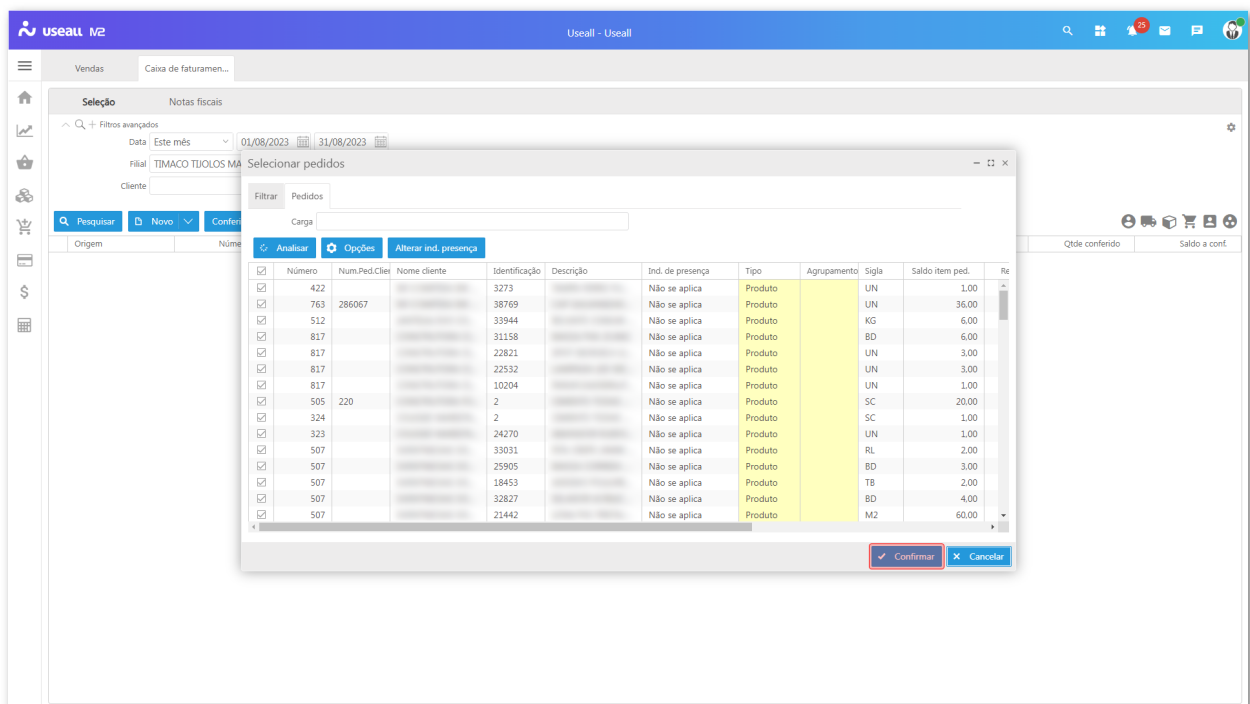 useall M2
Useall - Useall
25
Vendas Caixa de faturamen...
Seleção Notas fiscais
Filtros avançados
Data Este mês 01/08/2023 31/08/2023
Filial TIMACO TIJOLOS MA
Cliente
Pesquisar Novo Conferi
Origem Núme Qtde conferido Saldo a conf.
Selecionar pedidos
Filtrar Pedidos
Carga
Analisar Opções Alterar ind. presença
Número Num.Ped.Clien Nome cliente Identificação Descrição Ind. de presença Tipo Agrupamento Sigla Saldo item ped. Re
422 3273 Não se aplica Produto UN 1,00
763 286067 38769 Não se aplica Produto UN 36,00
512 33944 Não se aplica Produto KG 6,00
817 31158 Não se aplica Produto BD 6,00
817 22821 Não se aplica Produto UN 3,00
817 22532 Não se aplica Produto UN 3,00
817 10204 Não se aplica Produto UN 1,00
505 220 2 Não se aplica Produto SC 20,00
324 2 Não se aplica Produto SC 1,00
323 24270 Não se aplica Produto UN 1,00
507 33031 Não se aplica Produto RL 2,00
507 25905 Não se aplica Produto BD 3,00
507 18453 Não se aplica Produto TB 2,00
507 32827 Não se aplica Produto BD 4,00
507 21442 Não se aplica Produto M2 60,00
Confirmar Cancelar